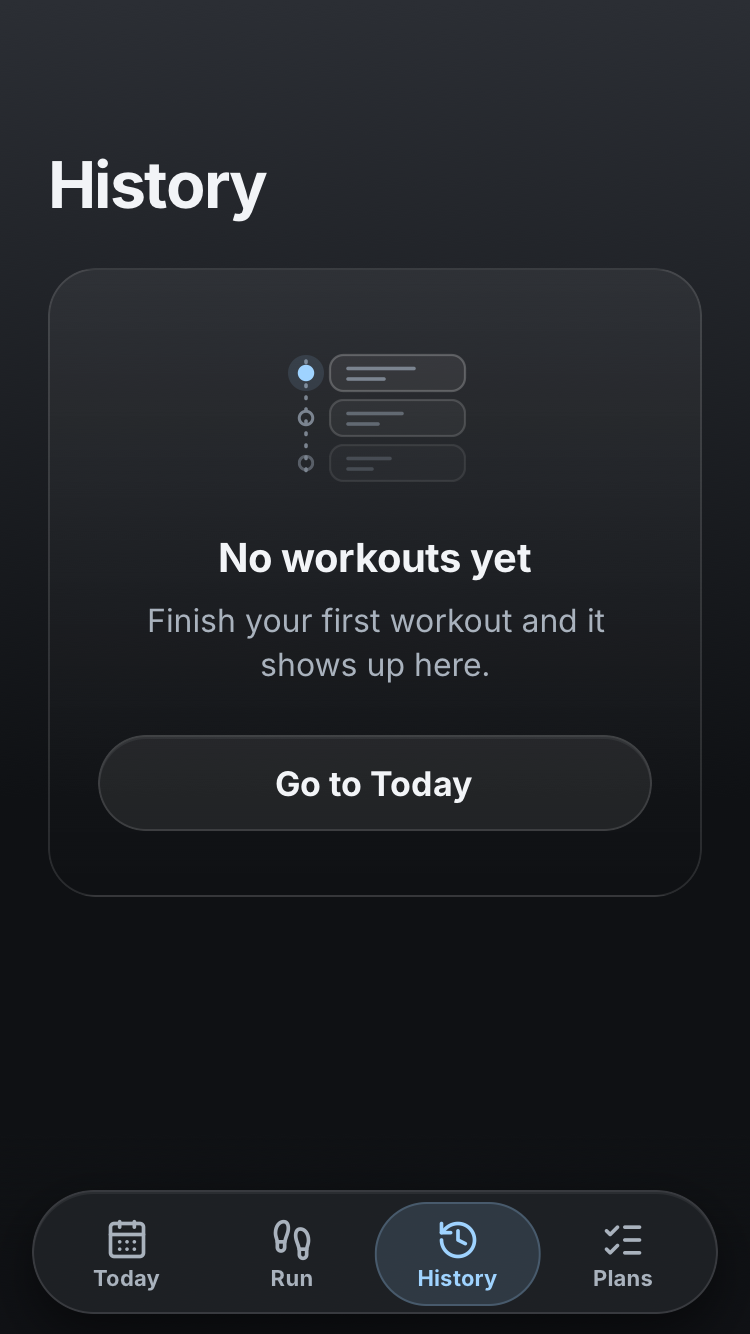 History
No workouts yet
Finish your first workout and it
shows up here.
Go to Today
Today
Run
History
Plans